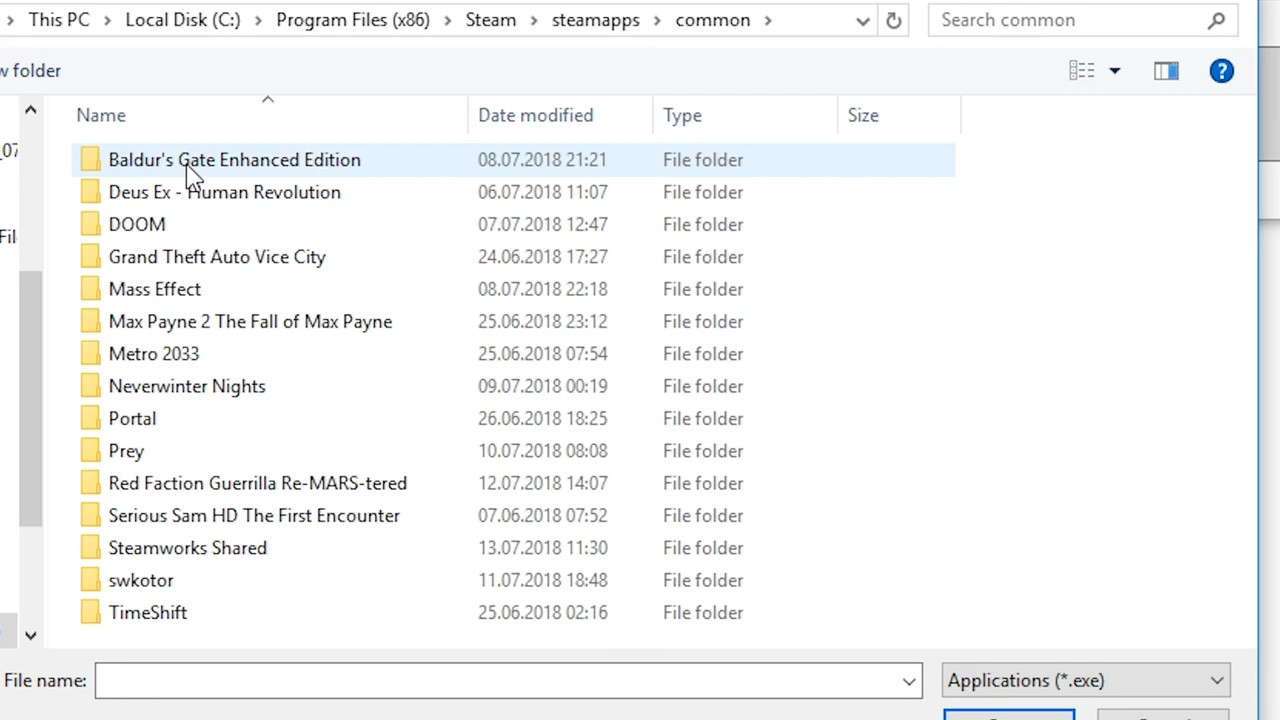 This PC > Local Disk (C:) > Program Files (x86) > Steam > steamapps > common >
Search common
w folder
Name Date modified Type Size
Baldur's Gate Enhanced Edition 08.07.2018 21:21 File folder
Deus Ex - Human Revolution 06.07.2018 11:07 File folder
DOOM 07.07.2018 12:47 File folder
Grand Theft Auto Vice City 24.06.2018 17:27 File folder
Mass Effect 08.07.2018 22:18 File folder
Max Payne 2 The Fall of Max Payne 25.06.2018 23:12 File folder
Metro 2033 25.06.2018 07:54 File folder
Neverwinter Nights 09.07.2018 00:19 File folder
Portal 26.06.2018 18:25 File folder
Prey 10.07.2018 08:08 File folder
Red Faction Guerrilla Re-MARS-tered 12.07.2018 14:07 File folder
Serious Sam HD The First Encounter 07.06.2018 07:52 File folder
Steamworks Shared 13.07.2018 11:30 File folder
swkotor 11.07.2018 18:48 File folder
TimeShift 25.06.2018 02:16 File folder
_07
Fil
File name:
Applications (*.exe)